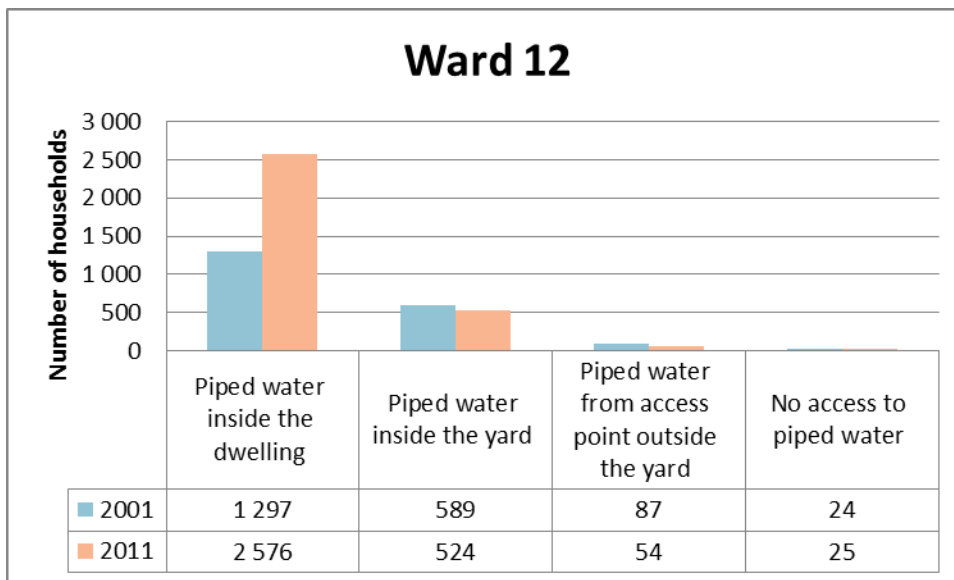 Ward 12
Number of households
3 000
2 500
2 000
1 500
1 000
500
0
Piped water
inside the
dwelling
Piped water
inside the yard
Piped water
from access
point outside
the yard
No access to
piped water
2001 1 297 589 87 24
2011 2 576 524 54 25